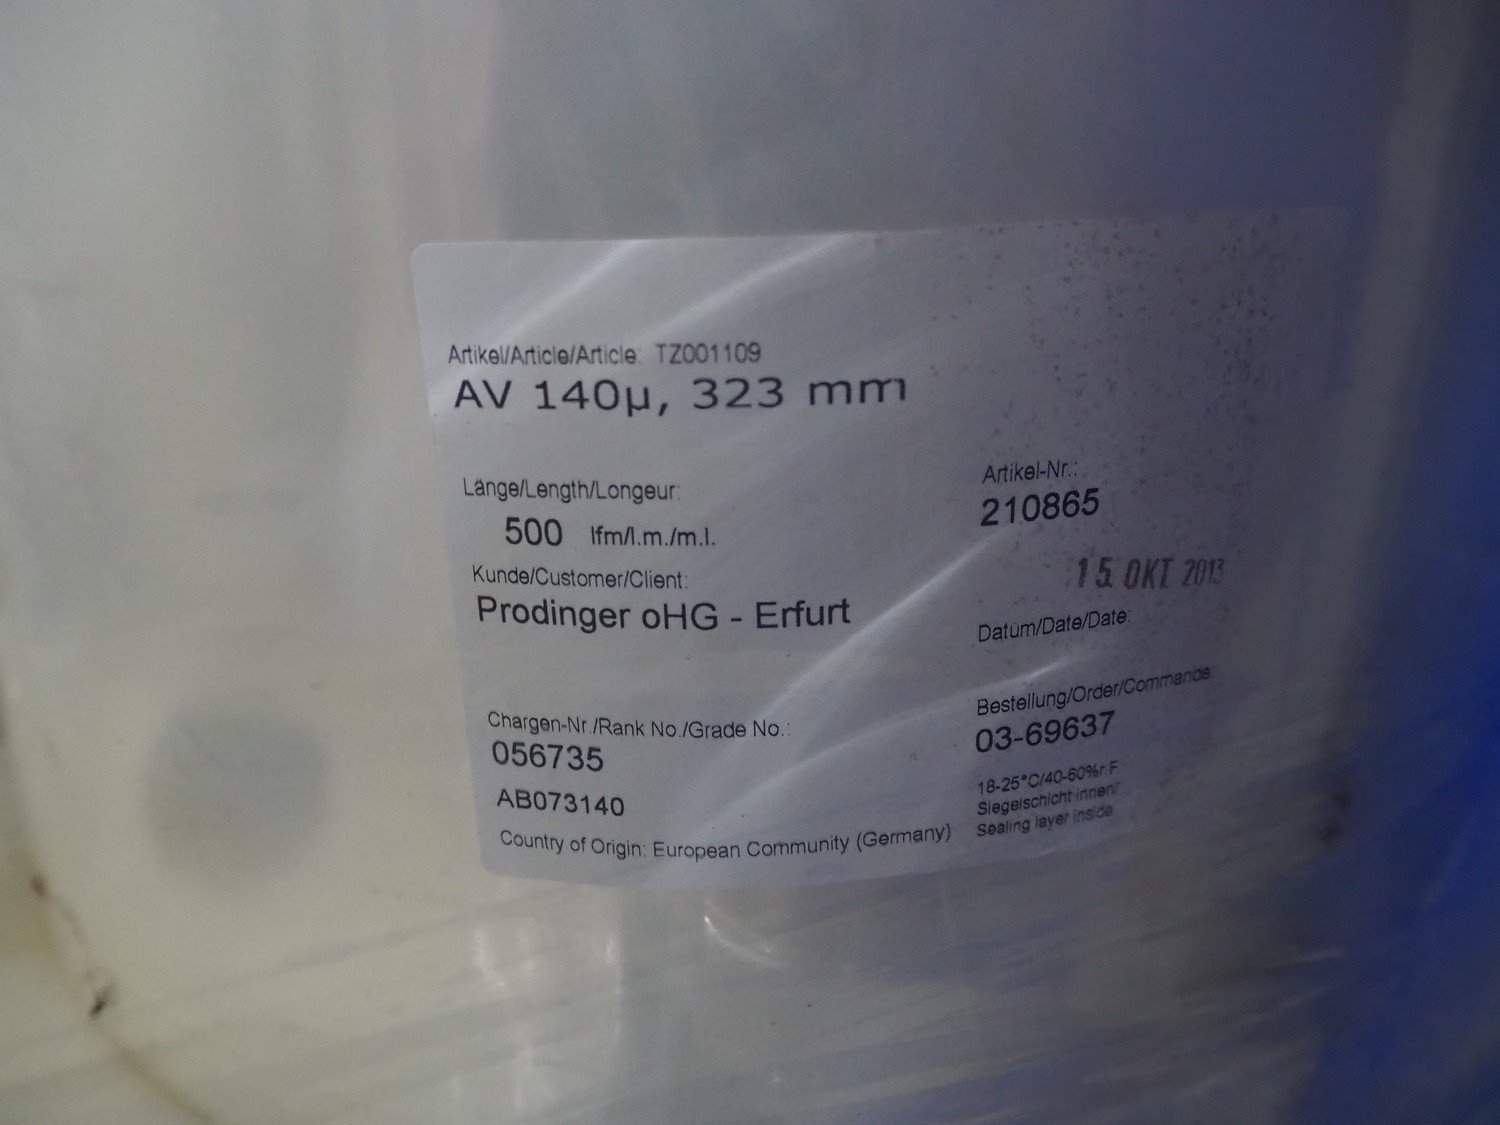 Artikel/Article/Article: TZ001109
AV 140µ, 323 mm
Länge/Length/Longeur:
500 lfm/l.m./m.l.
Artikel-Nr.:
210865
15. OKT 2013
Kunde/Customer/Client:
Prodinger oHG - Erfurt
Datum/Date/Date:
Chargen-Nr./Rank No./Grade No.:
056735
AB073140
Bestellung/Order/Commande
03-69637
18-25°C/40-60%r.F
Siegelschicht innen/
Sealing layer inside
Country of Origin: European Community (Germany)